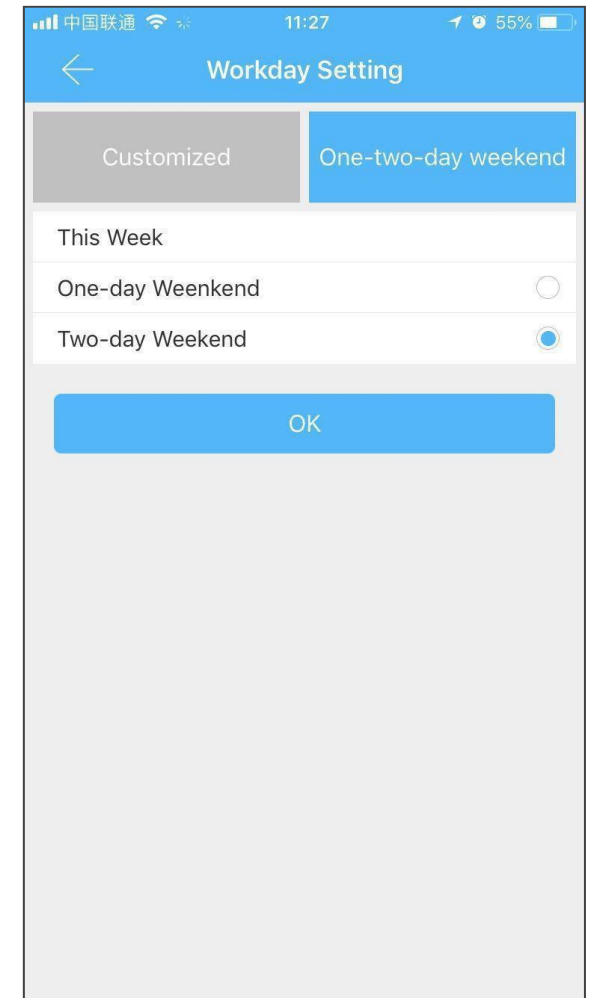 中国联通 11:27 55%
Workday Setting
Customized One-two-day weekend
This Week
One-day Weenkend
Two-day Weekend
OK